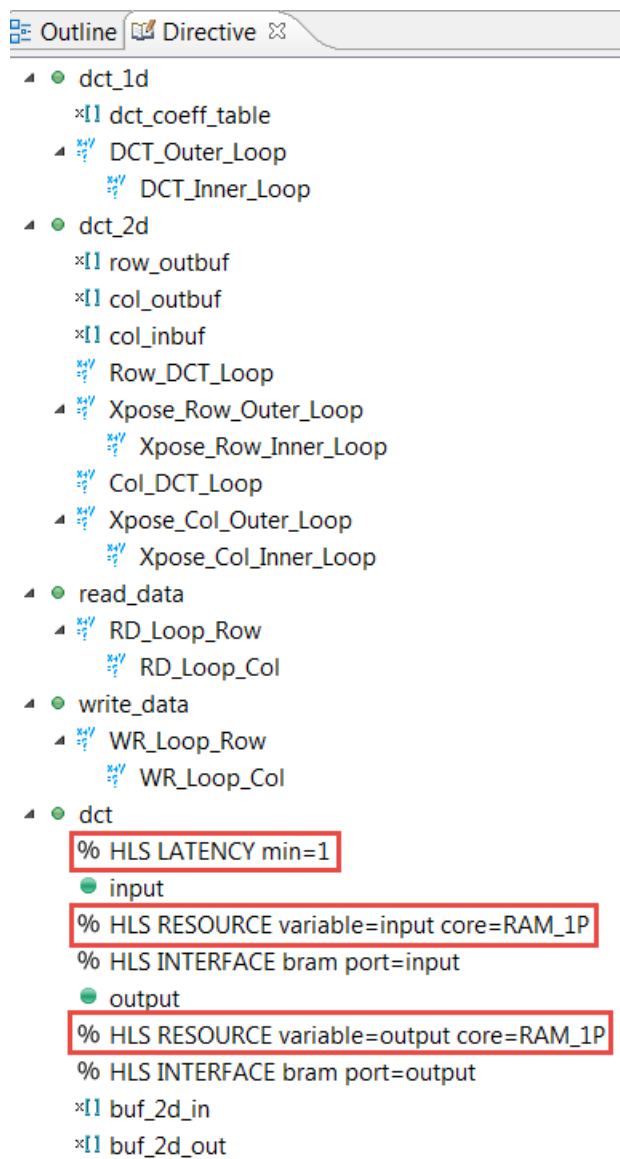 Outline Directive
dct_1d
x[] dct_coeff_table
DCT_Outer_Loop
DCT_Inner_Loop
dct_2d
x[] row_outbuf
x[] col_outbuf
x[] col_inbuf
Row_DCT_Loop
Xpose_Row_Outer_Loop
Xpose_Row_Inner_Loop
Col_DCT_Loop
Xpose_Col_Outer_Loop
Xpose_Col_Inner_Loop
read_data
RD_Loop_Row
RD_Loop_Col
write_data
WR_Loop_Row
WR_Loop_Col
dct
% HLS LATENCY min=1
input
% HLS RESOURCE variable=input core=RAM_1P
% HLS INTERFACE bram port=input
output
% HLS RESOURCE variable=output core=RAM_1P
% HLS INTERFACE bram port=output
x[] buf_2d_in
x[] buf_2d_out